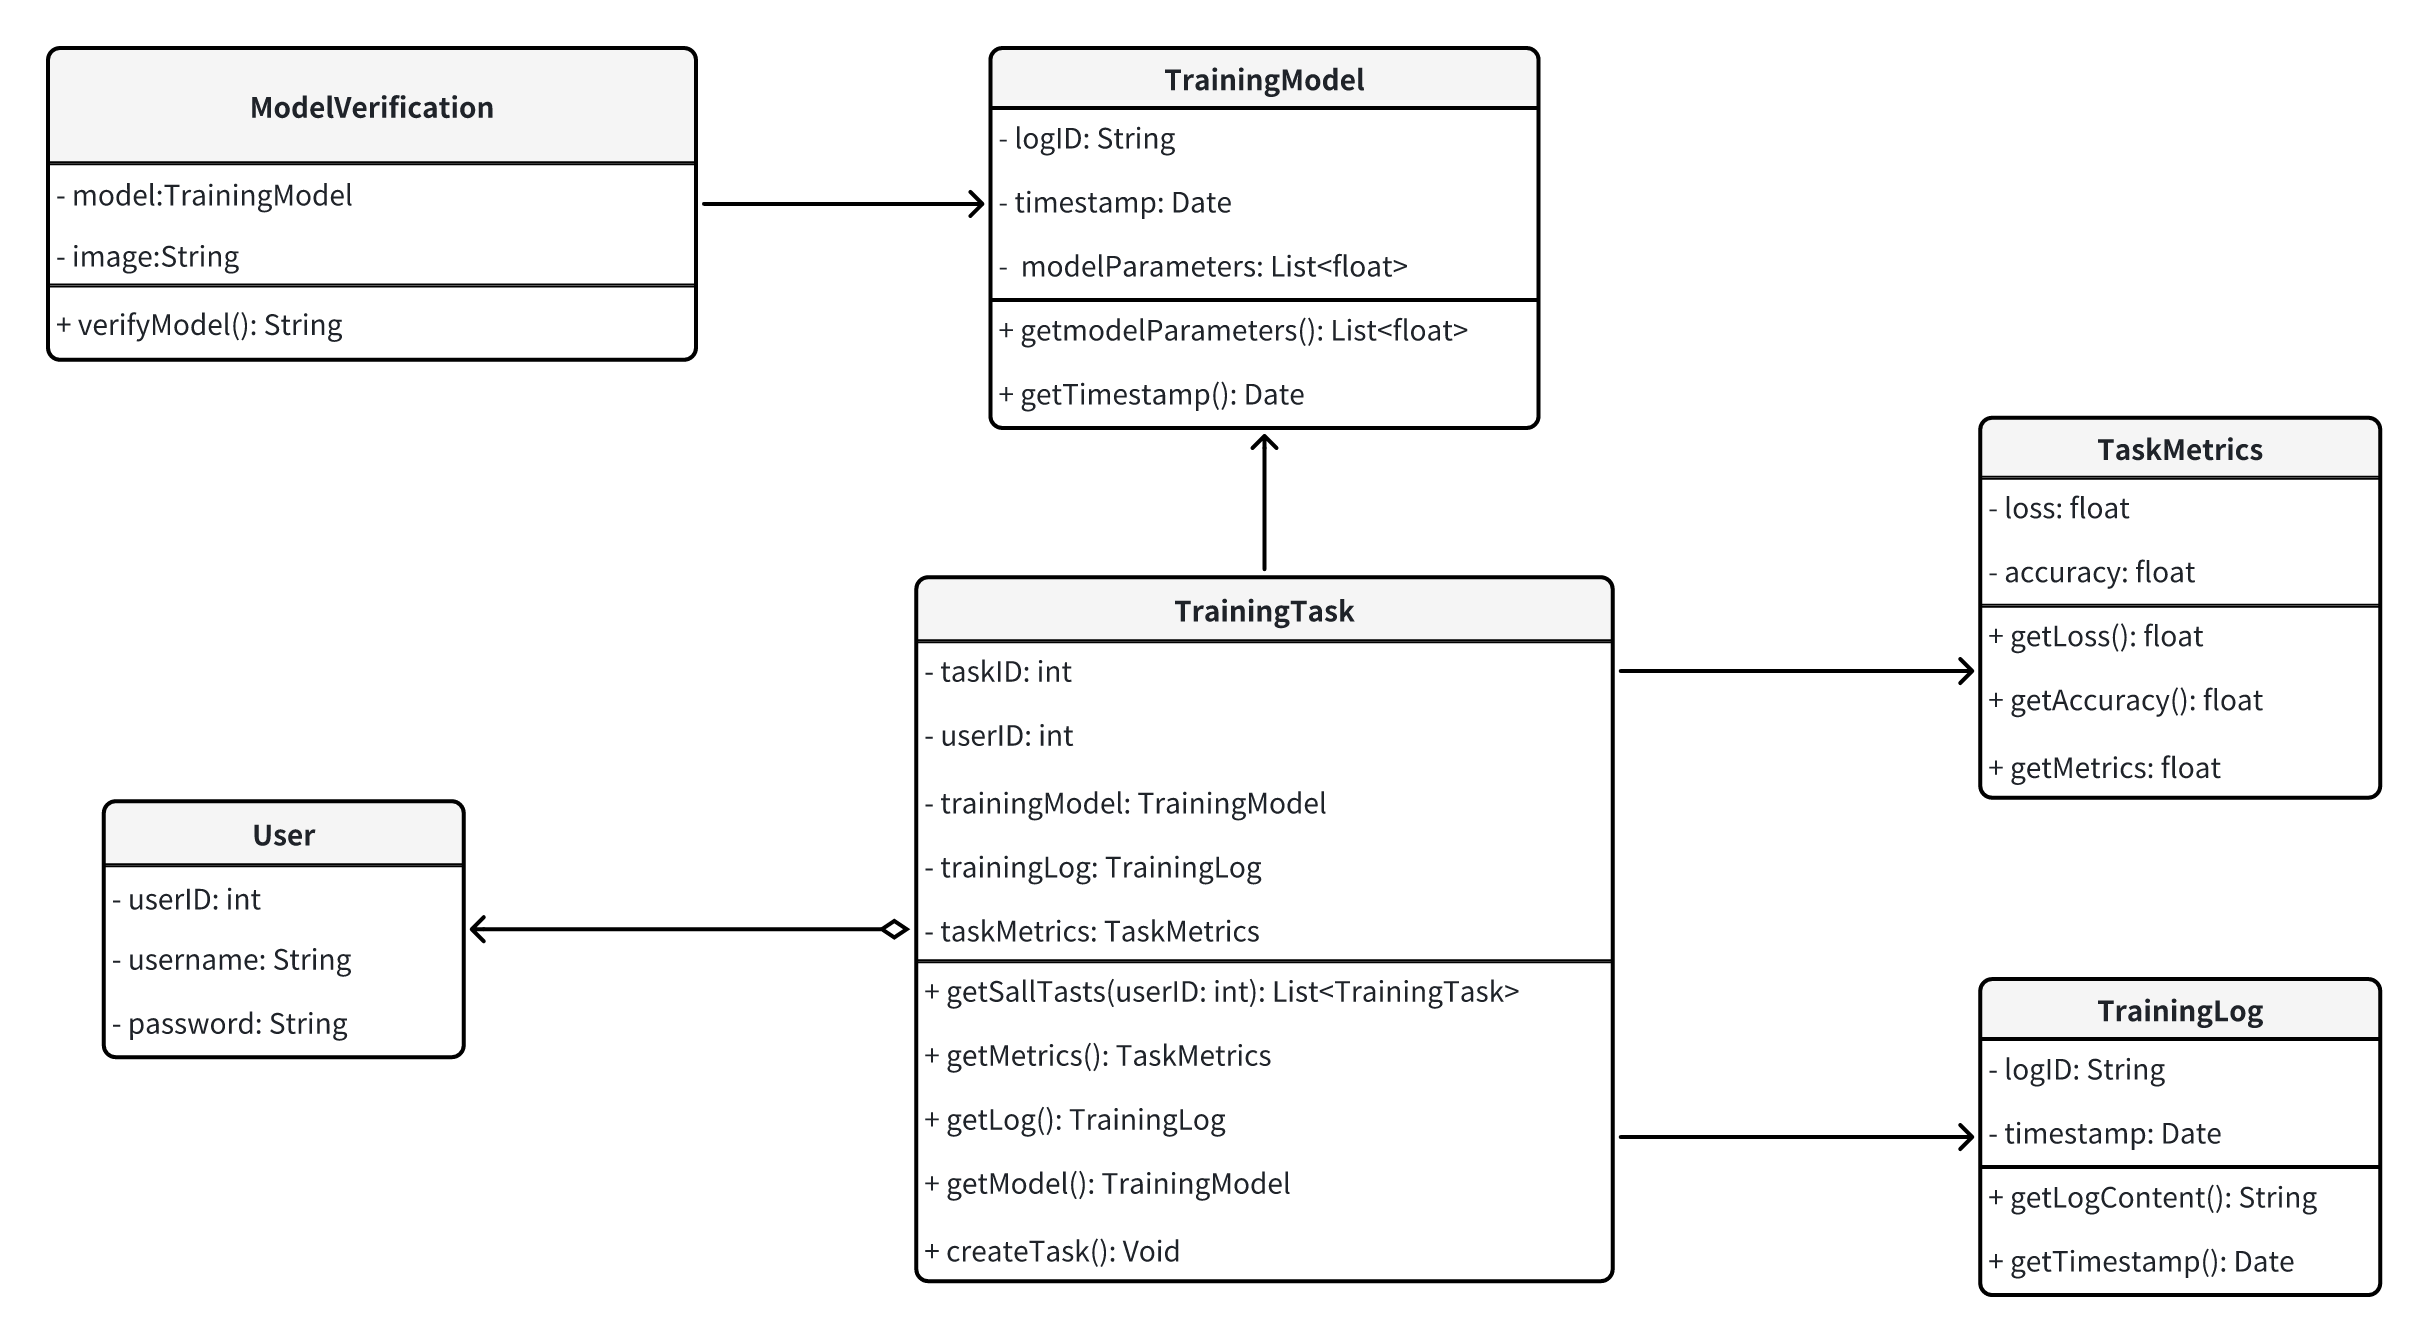 ModelVerification
- model:TrainingModel
- image:String
+ verifyModel(): String
TrainingModel
- logID: String
- timestamp: Date
-  modelParameters: List<float>
+ getmodelParameters(): List<float>
+ getTimestamp(): Date
TaskMetrics
- loss: float
- accuracy: float
+ getLoss(): float
+ getAccuracy(): float
+ getMetrics: float
TrainingTask
- taskID: int
- userID: int
- trainingModel: TrainingModel
- trainingLog: TrainingLog
- taskMetrics: TaskMetrics
+ getSallTasts(userID: int): List<TrainingTask>
+ getMetrics(): TaskMetrics
+ getLog(): TrainingLog
+ getModel(): TrainingModel
+ createTask(): Void
User
- userID: int
- username: String
- password: String
TrainingLog
- logID: String
- timestamp: Date
+ getLogContent(): String
+ getTimestamp(): Date